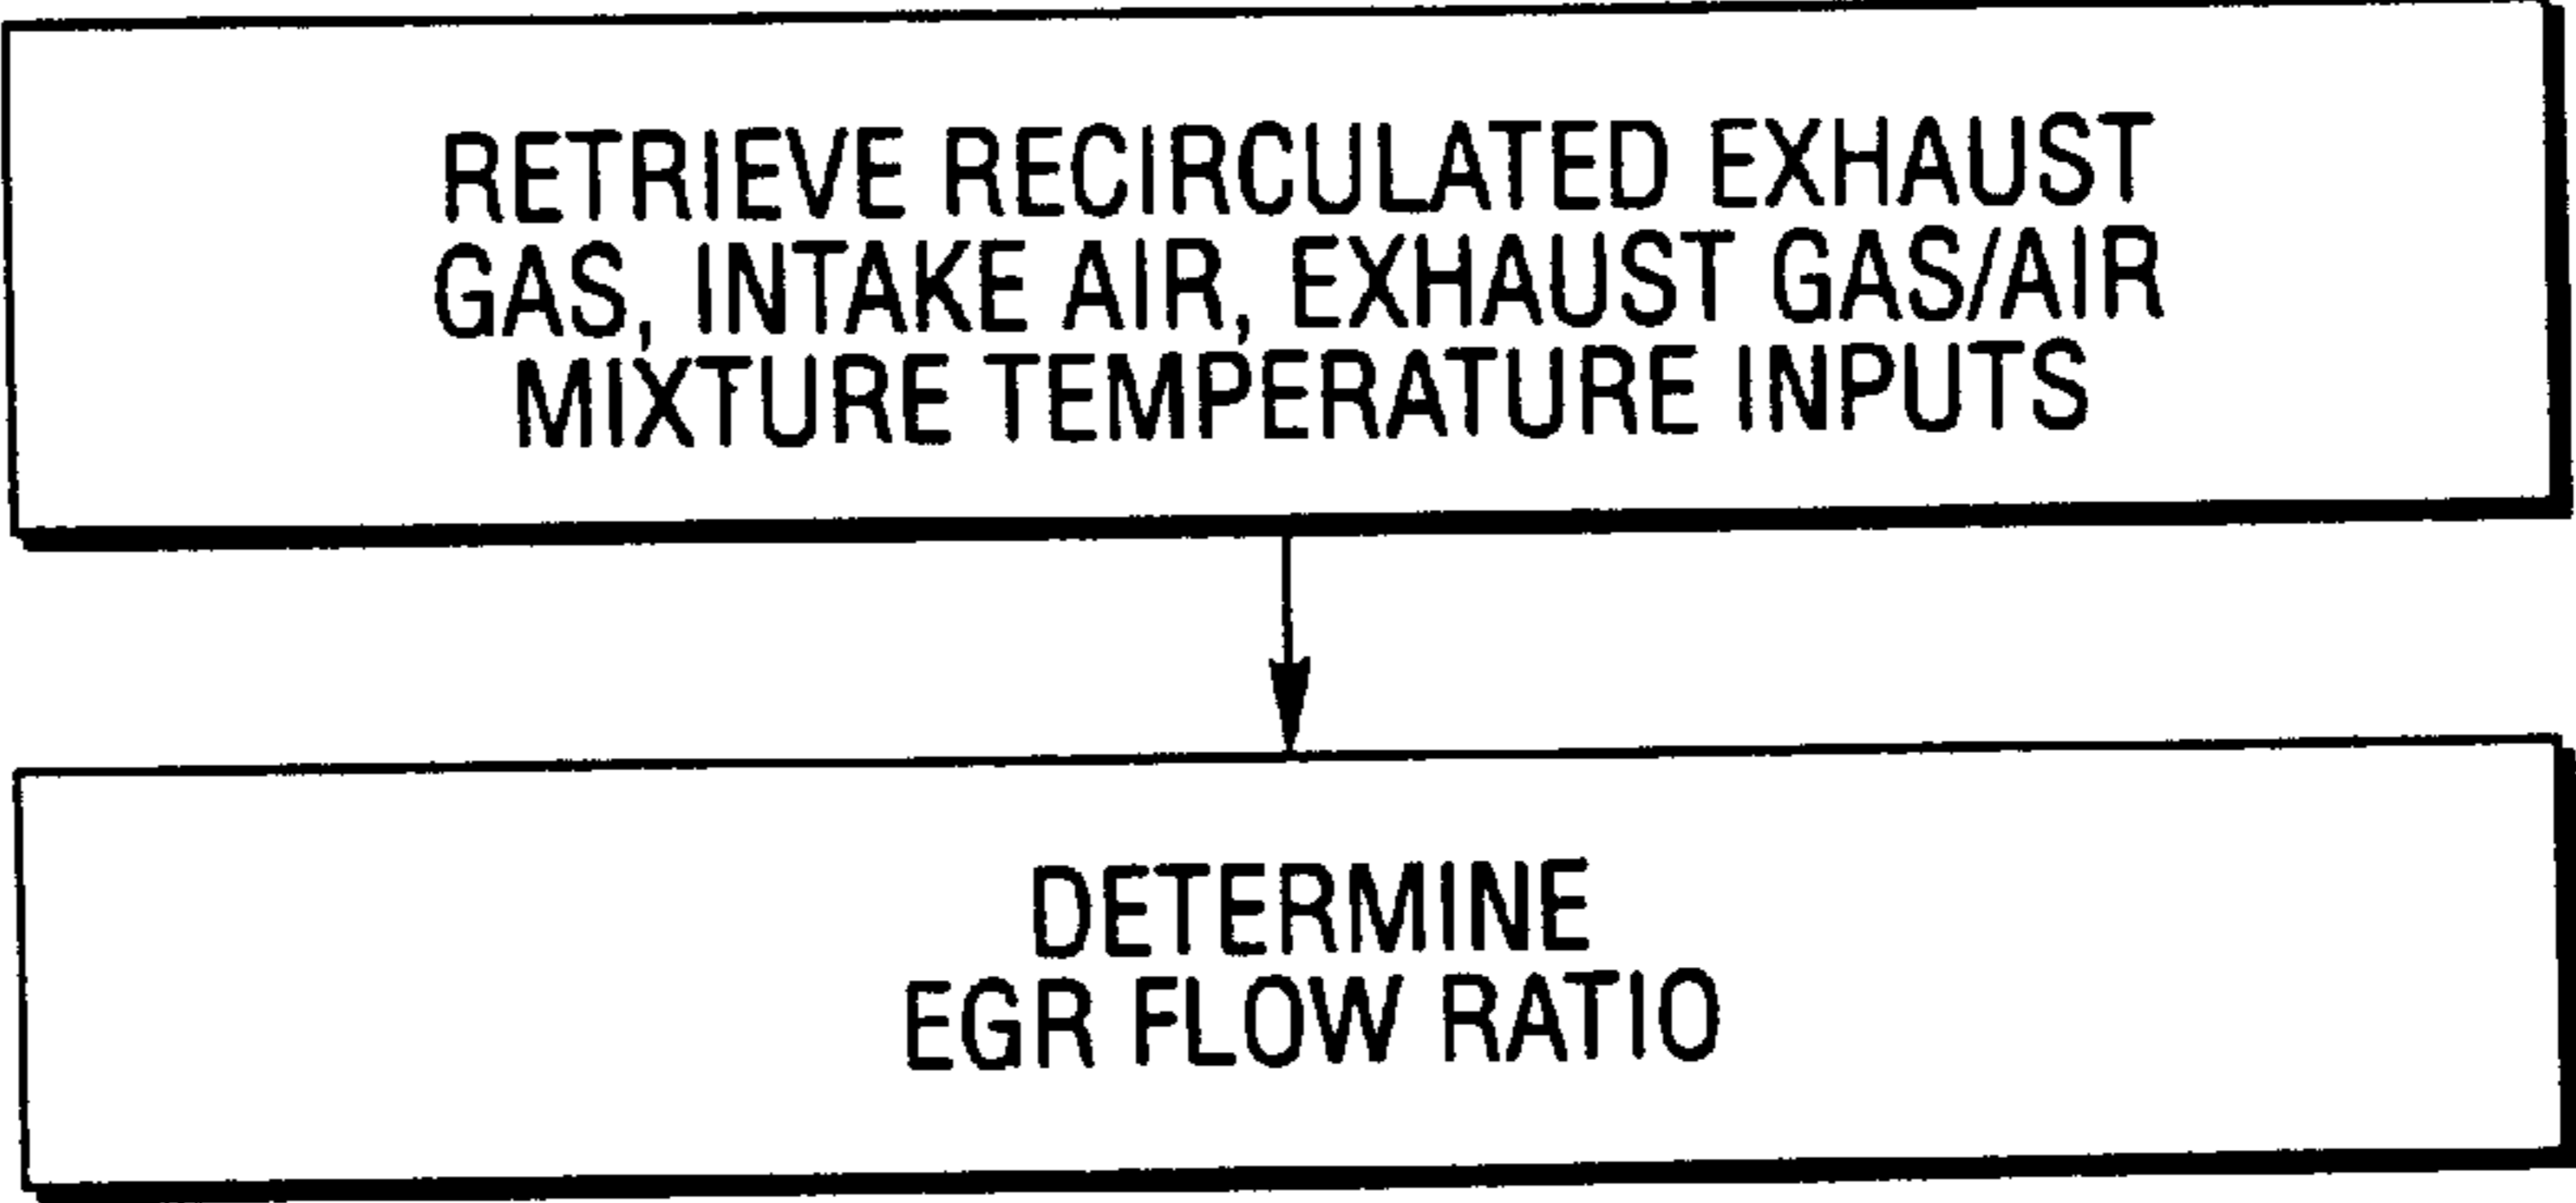 RETRIEVE RECIRCULATED EXHAUST
GAS, INTAKE AIR, EXHAUST GAS/AIR
MIXTURE TEMPERATURE INPUTS
DETERMINE
EGR FLOW RATIO